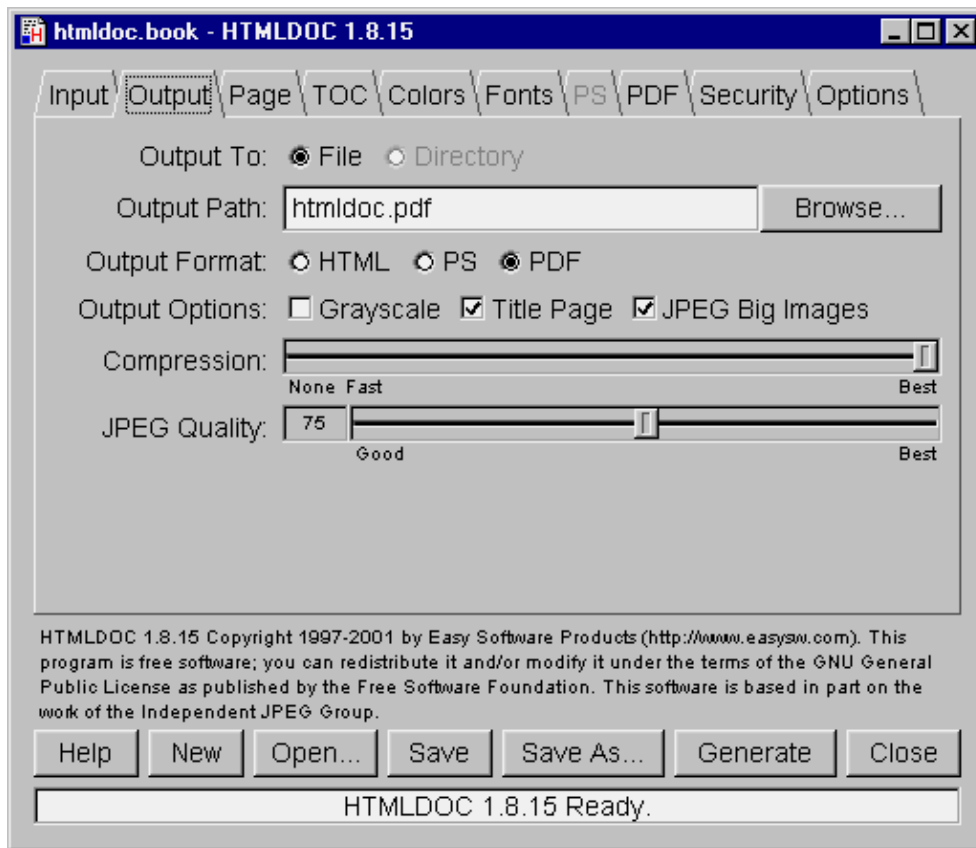 htmldoc.book - HTMLDOC 1.8.15
Input Output Page TOC Colors Fonts PS PDF Security Options
Output To: File Directory
Output Path: htmldoc.pdf Browse...
Output Format: HTML PS PDF
Output Options: Grayscale Title Page JPEG Big Images
Compression:
None Fast Best
JPEG Quality: 75
Good Best
HTMLDOC 1.8.15 Copyright 1997-2001 by Easy Software Products (http://www.easysw.com). This
program is free software; you can redistribute it and/or modify it under the terms of the GNU General
Public License as published by the Free Software Foundation. This software is based in part on the
work of the Independent JPEG Group.
Help New Open... Save Save As... Generate Close
HTMLDOC 1.8.15 Ready.